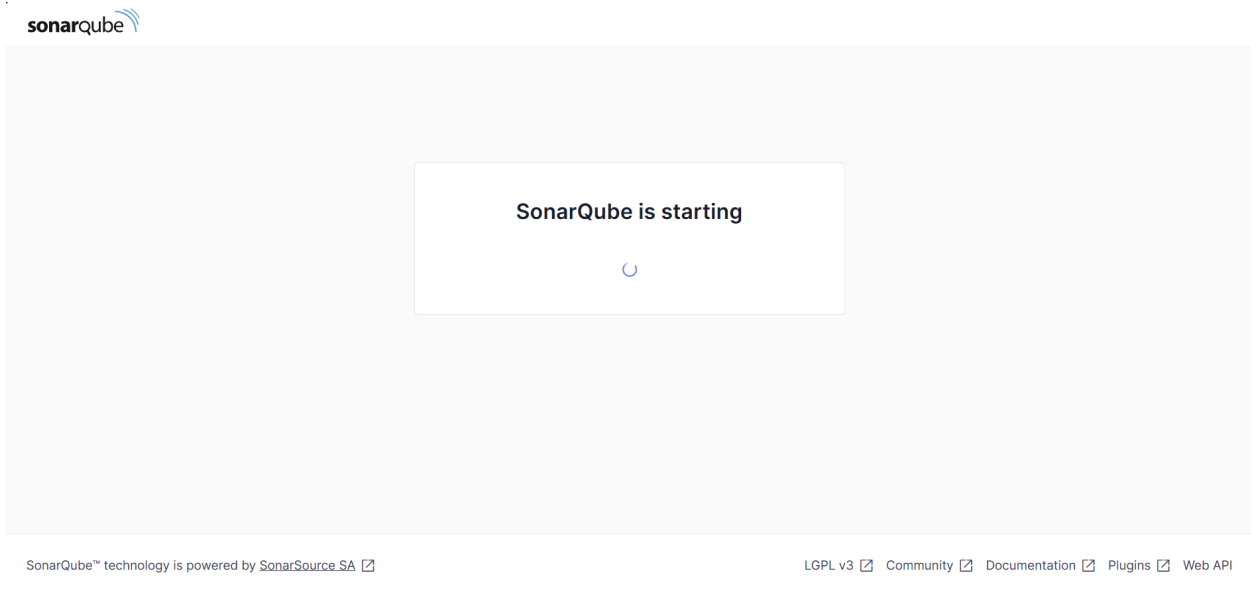 sonarqube
SonarQube is starting
SonarQube™ technology is powered by SonarSource SA
LGPL v3 Community Documentation Plugins Web API